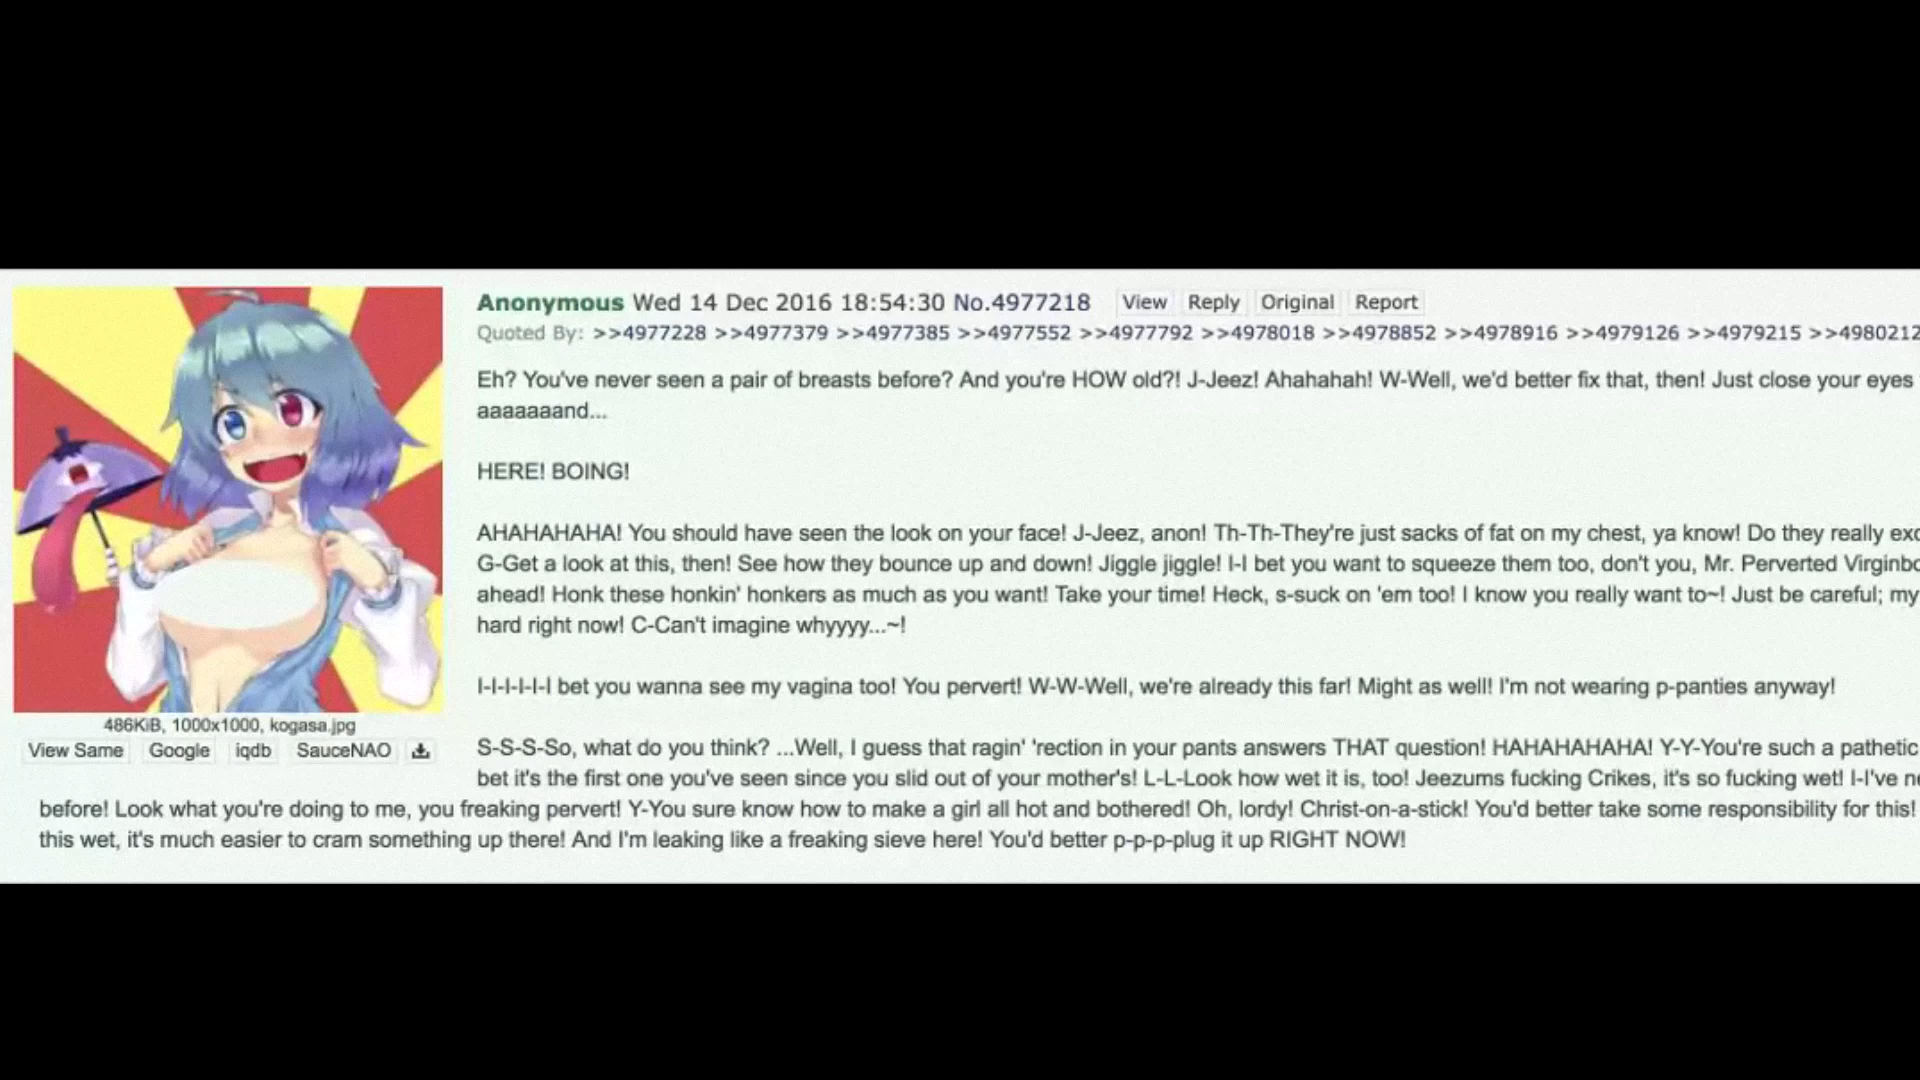 Anonymous Wed 14 Dec 2016 18:54:30 No.4977218 View Reply Original Report
Quoted By: >>4977228 >>4977379 >>4977385 >>4977552 >>4977792 >>4978018 >>4978852 >>4978916 >>4979126 >>4979215 >>4980212
Eh? You've never seen a pair of breasts before? And you're HOW old?! J-Jeez! Ahahahah! W-Well, we'd better fix that, then! Just close your eyes
aaaaaaand...
HERE! BOING!
AHAHAHAHA! You should have seen the look on your face! J-Jeez, anon! Th-Th-They're just sacks of fat on my chest, ya know! Do they really
G-Get a look at this, then! See how they bounce up and down! Jiggle jiggle! I-I bet you want to squeeze them too, don't you, Mr. Perverted
ahead! Honk these honkin' honkers as much as you want! Take your time! Heck, s-suck on 'em too! I know you really want to~! Just be careful; my
hard right now! C-Can't imagine whyyyy...~!
I-I-I-I-I-I bet you wanna see my vagina too! You pervert! W-W-Well, we're already this far! Might as well! I'm not wearing p-panties anyway!
S-S-S-So, what do you think? ...Well, I guess that ragin' 'rection in your pants answers THAT question! HAHAHAHAHA! Y-Y-You're such a pathetic
bet it's the first one you've seen since you slid out of your mother's! L-L-Look how wet it is, too! Jeezums fucking Crikes, it's so fucking wet! I-I've
before! Look what you're doing to me, you freaking pervert! Y-You sure know how to make a girl all hot and bothered! Oh, lordy! Christ-on-a-stick! You'd better take some responsibility for this!
this wet, it's much easier to cram something up there! And I'm leaking like a freaking sieve here! You'd better p-p-p-plug it up RIGHT NOW!
486KiB, 1000x1000, kogasa.jpg
View Same Google iqdb SauceNAO